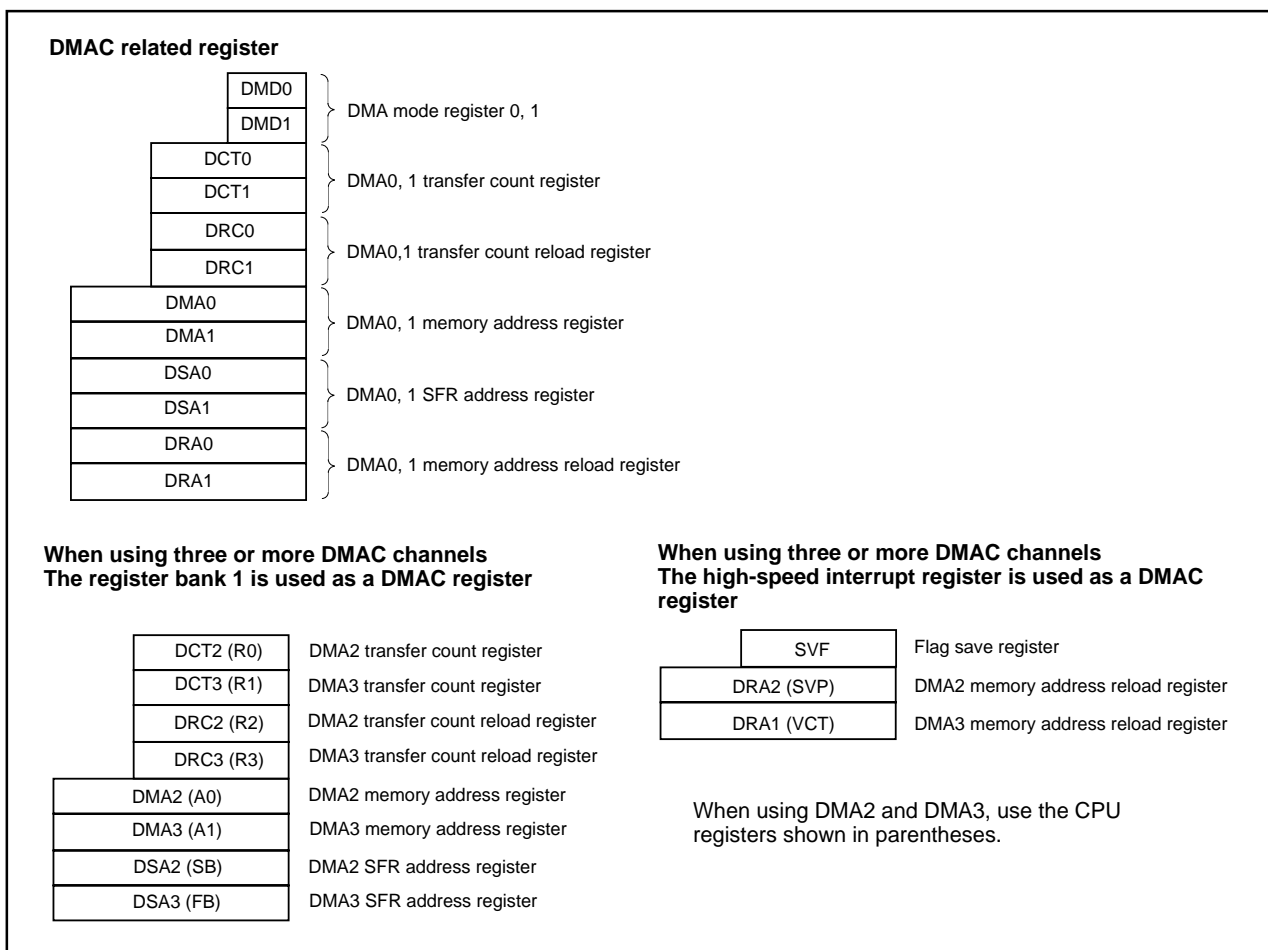 DMAC related register
DMD0
DMD1
DMA mode register 0, 1
DCT0
DCT1
DMA0, 1 transfer count register
DRC0
DRC1
DMA0,1 transfer count reload register
DMA0
DMA1
DMA0, 1 memory address register
DSA0
DSA1
DMA0, 1 SFR address register
DRA0
DRA1
DMA0, 1 memory address reload register
When using three or more DMAC channels
The register bank 1 is used as a DMAC register
DCT2 (R0) DMA2 transfer count register
DCT3 (R1) DMA3 transfer count register
DRC2 (R2) DMA2 transfer count reload register
DRC3 (R3) DMA3 transfer count reload register
DMA2 (A0) DMA2 memory address register
DMA3 (A1) DMA3 memory address register
DSA2 (SB) DMA2 SFR address register
DSA3 (FB) DMA3 SFR address register
When using three or more DMAC channels
The high-speed interrupt register is used as a DMAC
register
SVF Flag save register
DRA2 (SVP) DMA2 memory address reload register
DRA1 (VCT) DMA3 memory address reload register
When using DMA2 and DMA3, use the CPU
registers shown in parentheses.